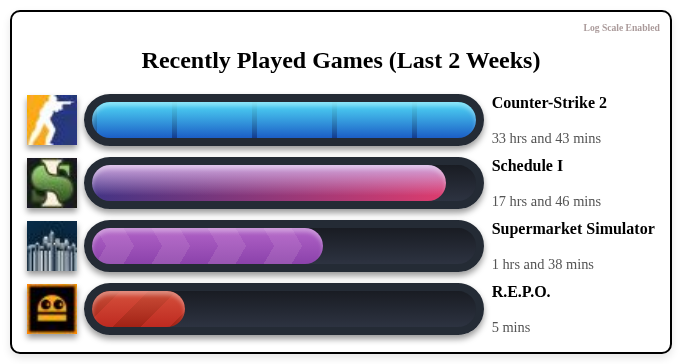 Log Scale Enabled
Recently Played Games (Last 2 Weeks)
Counter-Strike 2
33 hrs and 43 mins
Schedule I
17 hrs and 46 mins
Supermarket Simulator
1 hrs and 38 mins
R.E.P.O.
5 mins